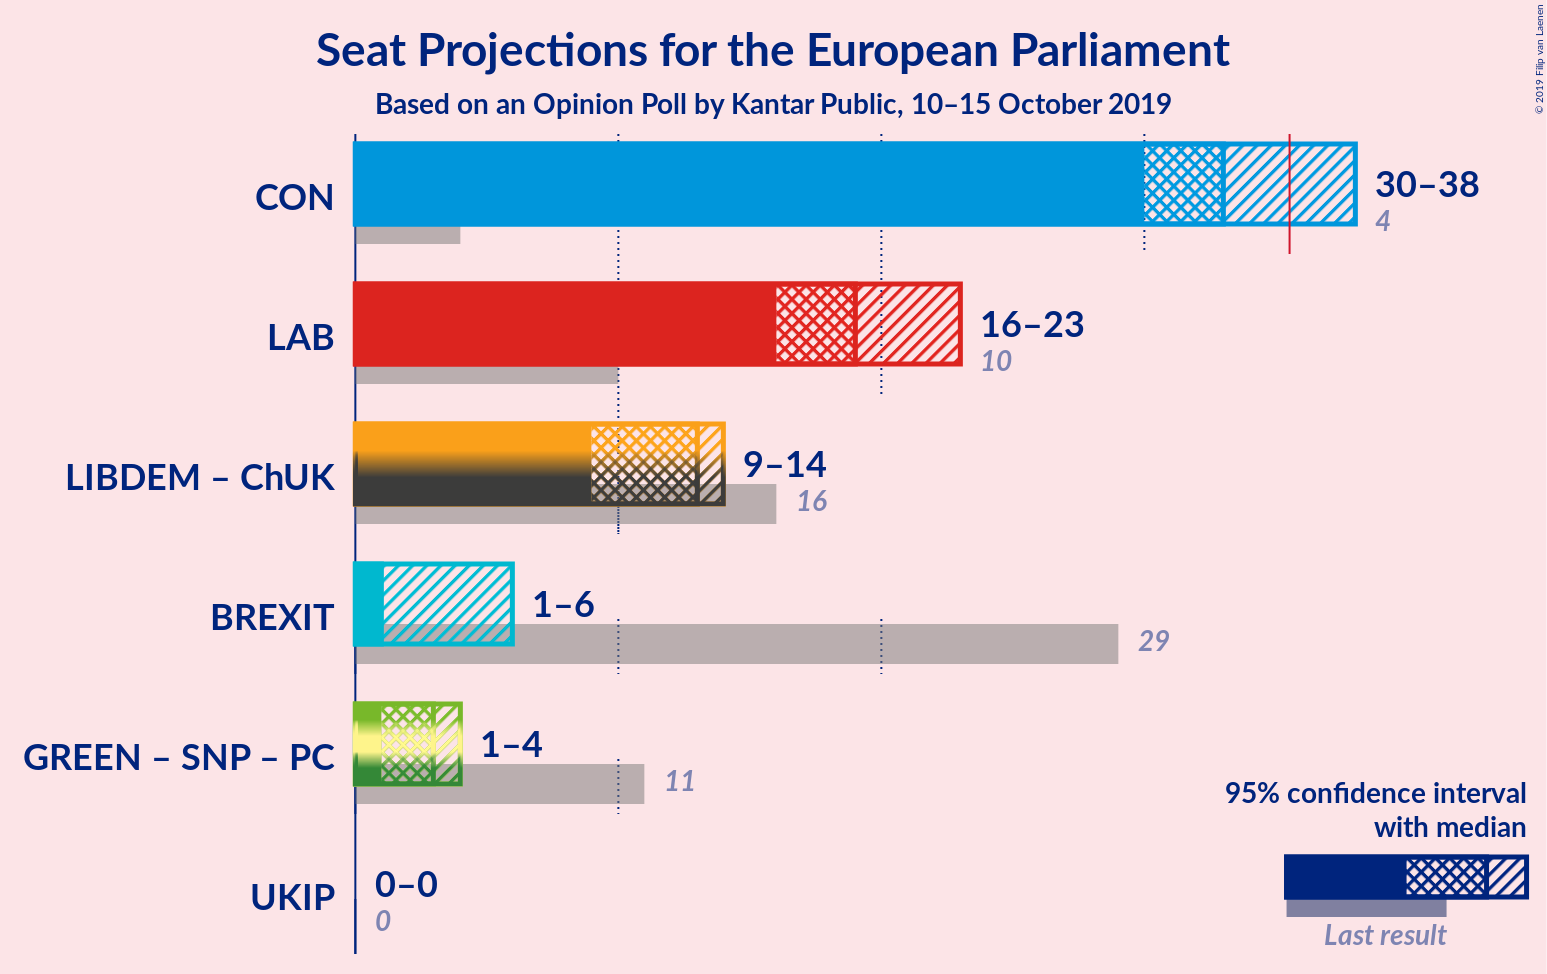 Seat Projections for the European Parliament
Based on an Opinion Poll by Kantar Public, 10–15 October 2019
© 2019 Filip van Laenen
CON
30–38
4
LAB
16–23
10
LIBDEM – ChUK
9–14
16
BREXIT
1–6
29
GREEN – SNP – PC
1–4
11
UKIP
0–0
0
95% confidence interval
with median
Last result